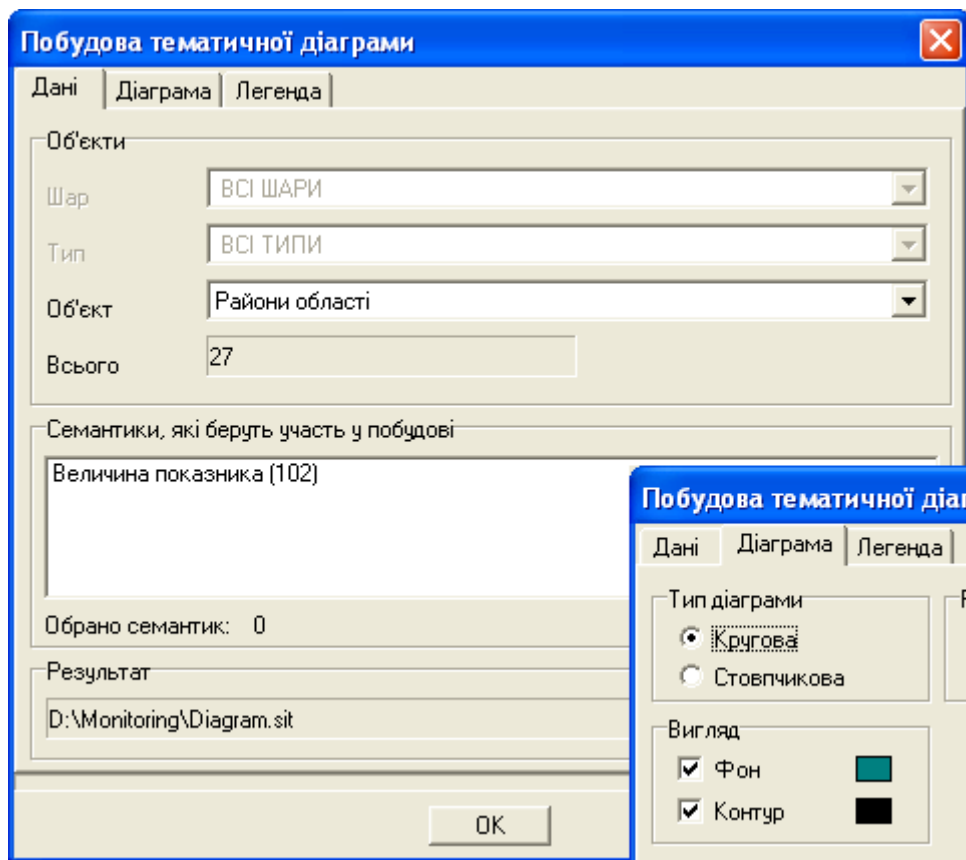 Побудова тематичної діаграми
Дані Діаграма Легенда
Об'єкти
Шар ВСІ ШАРИ
Тип ВСІ ТИПИ
Об'єкт Райони області
Всього 27
Семантики, які беруть участь у побудові
Величина показника (102)
Обрано семантик: 0
Результат
D:\Monitoring\Diagram.sit
OK
Побудова тематичної
Дані Діаграма Легенда
Тип діаграми
Кругова
Стовпчикова
Вигляд
Фон
Контур